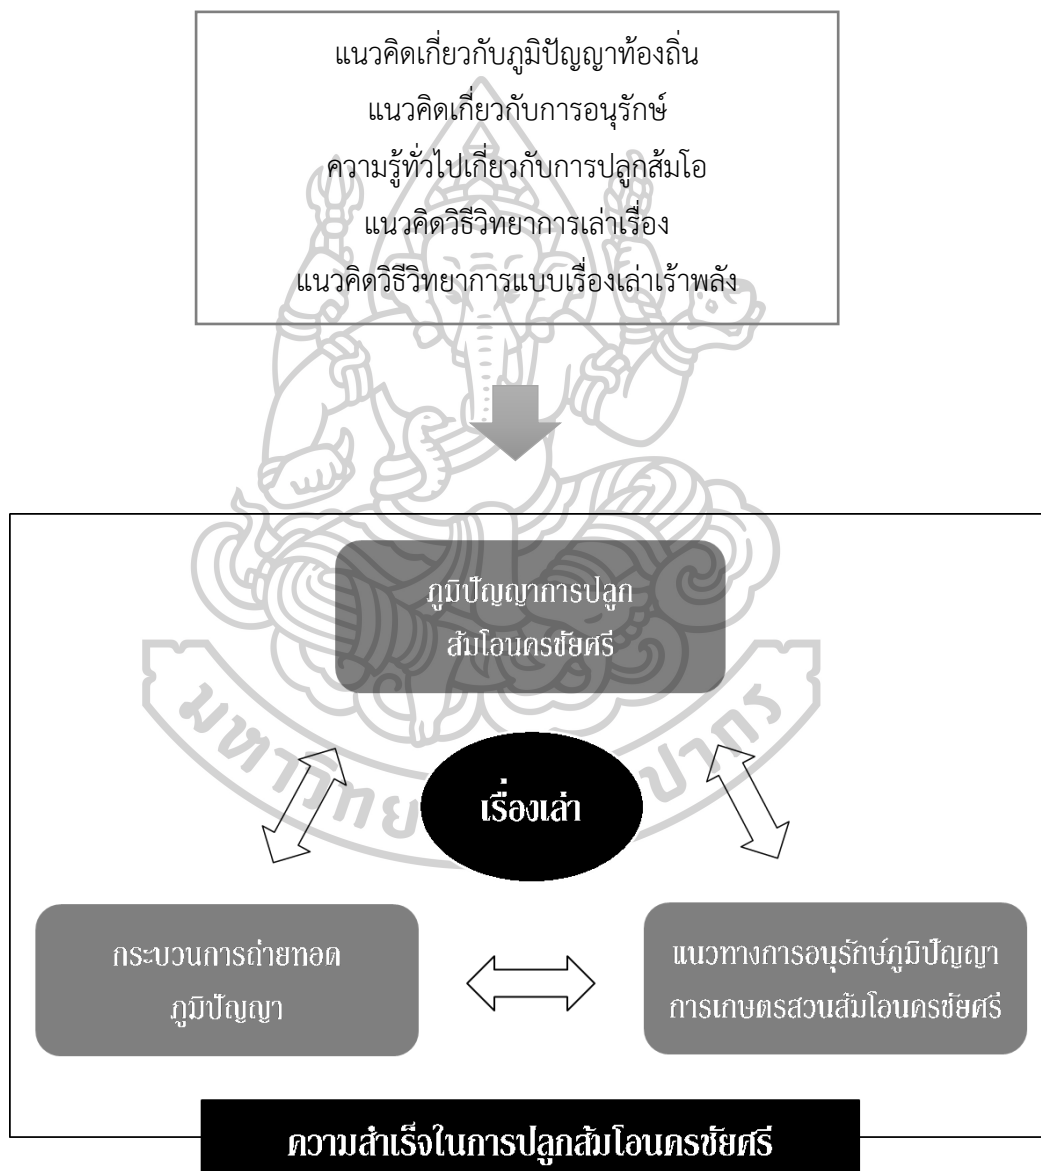 แนวคิดเกี่ยวกับภูมิปัญญาท้องถิ่น
แนวคิดเกี่ยวกับการอนุรักษ์
ความรู้ทั่วไปเกี่ยวกับการปลูกส้มโอ
แนวคิดวิธีวิทยาการเล่าเรื่อง
แนวคิดวิธีวิทยาการแบบเรื่องเล่าเร้าพลัง
ภูมิปัญญาการปลูก
ส้มโอนครชัยศรี
เรื่องเล่า
กระบวนการถ่ายทอด
ภูมิปัญญา
แนวทางการอนุรักษ์ภูมิปัญญา
การเกษตรสวนส้มโอนครชัยศรี
ความสำเร็จในการปลูกส้มโอนครชัยศรี